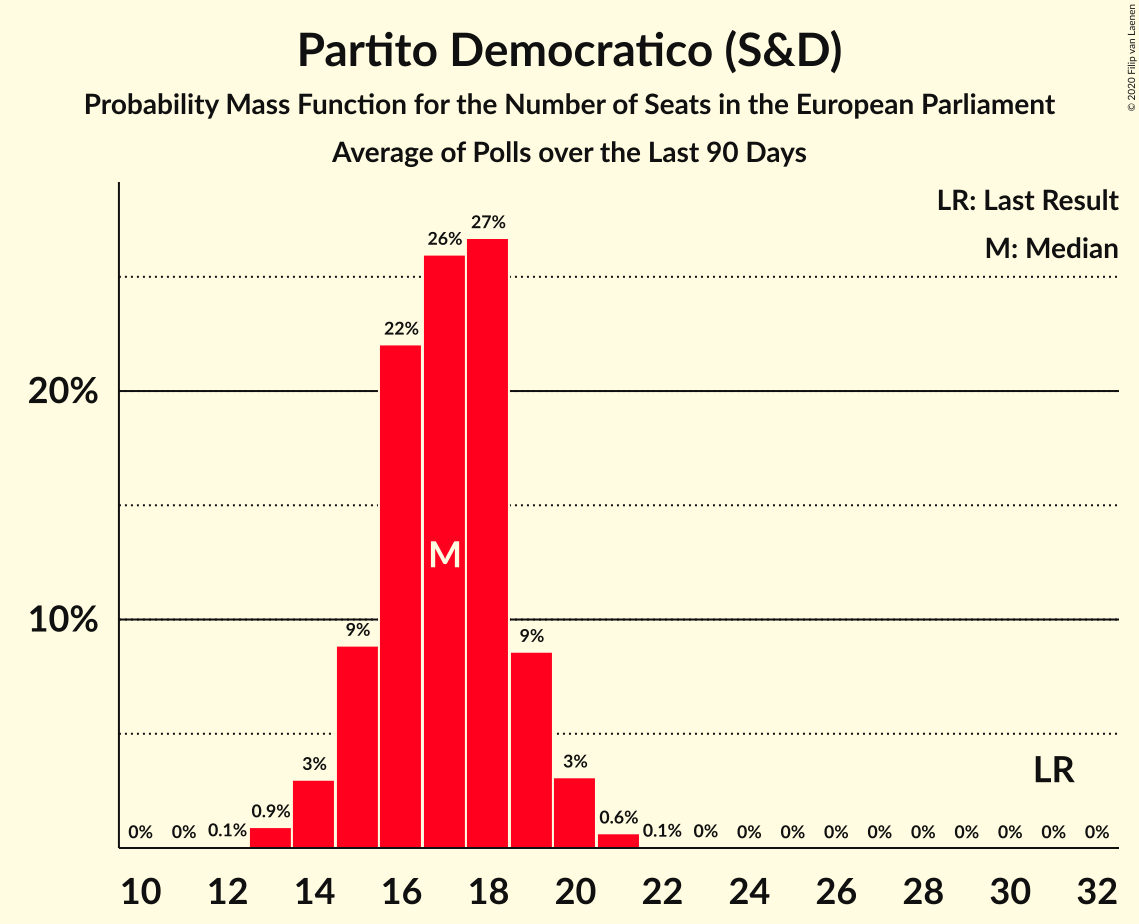 Partito Democratico (S&D)
Probability Mass Function for the Number of Seats in the European Parliament
Average of Polls over the Last 90 Days
© 2020 Filip van Laenen
LR: Last Result
M: Median
20%
10%
0% 0% 0.1% 0.9% 3% 9% 22% 26% 27% 9% 3% 0.6% 0.1% 0% 0% 0% 0% 0% 0% 0% 0% 0% 0%
M
LR
10 12 14 16 18 20 22 24 26 28 30 32